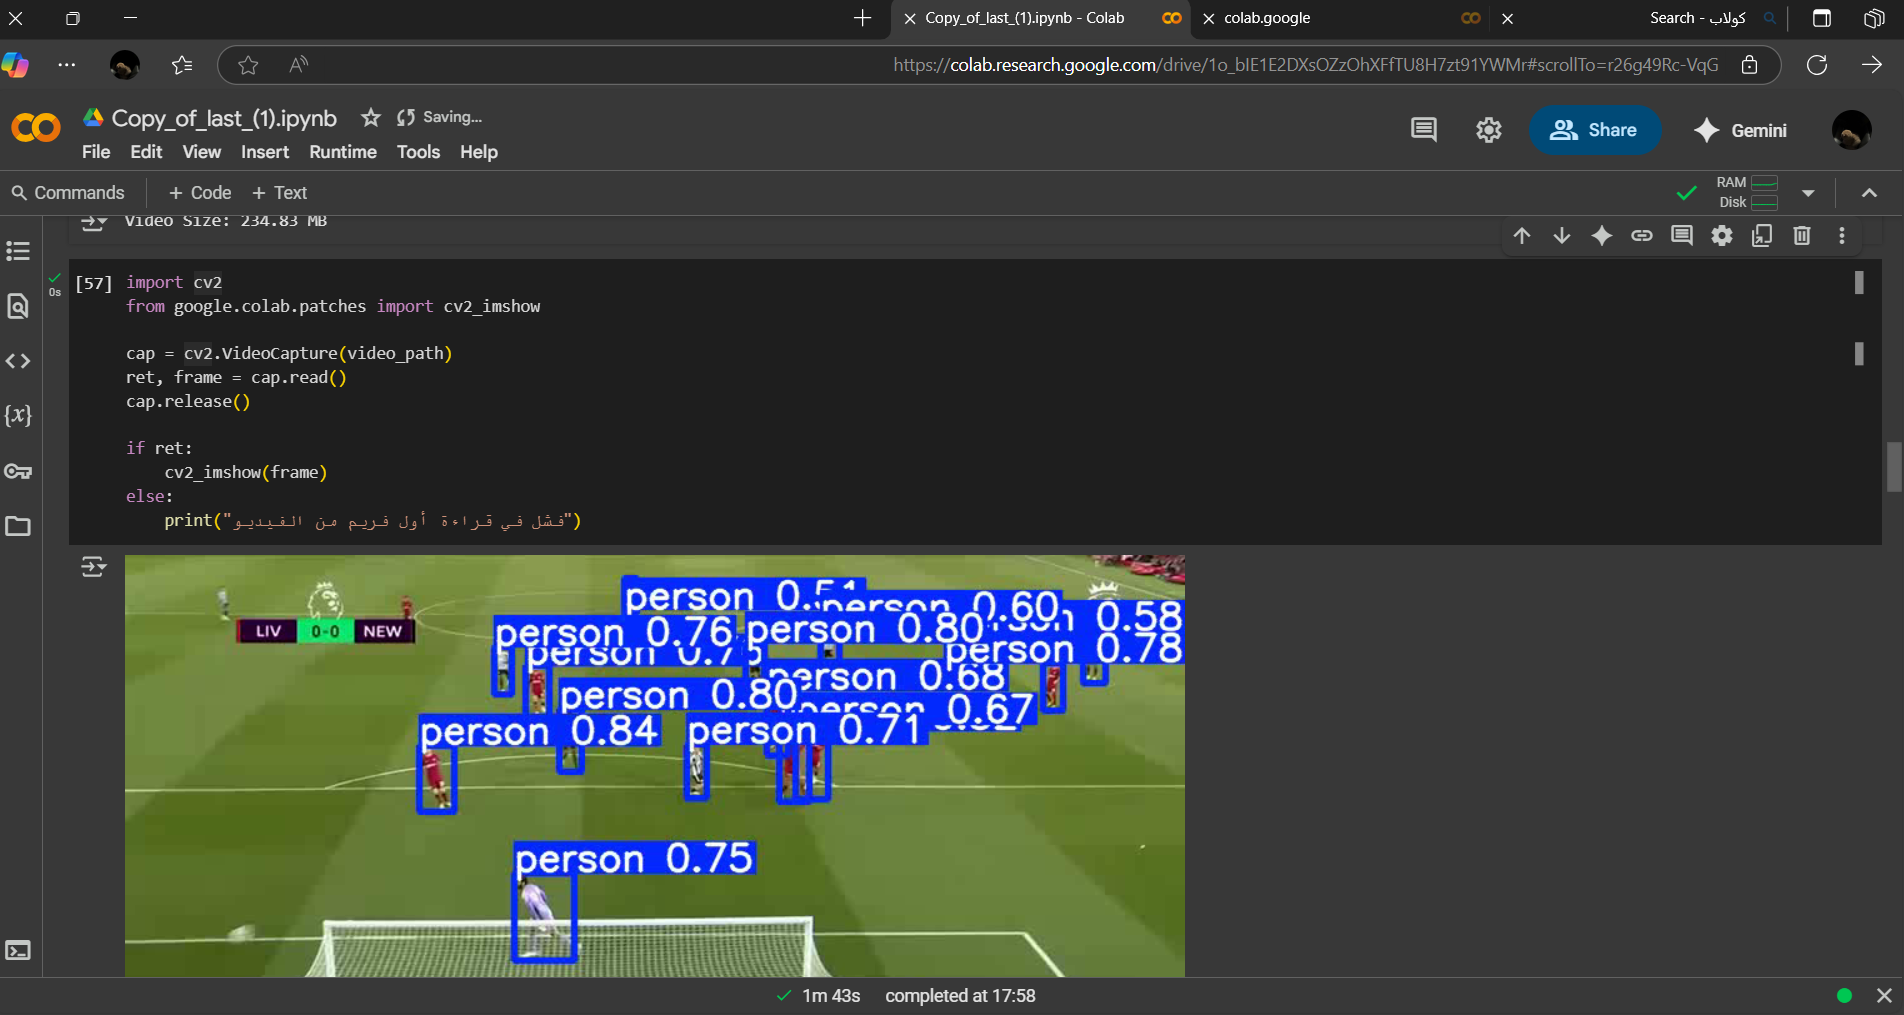 Copy_of_last_(1).ipynb - Colab
colab.google
كولاب - Search
https://colab.research.google.com/drive/1o_bIE1E2DXsOZzOhXFfTU8H7zt91YWMr#scrollTo=r26g49Rc-VqG
Copy_of_last_(1).ipynb
Saving...
Share
Gemini
File Edit View Insert Runtime Tools Help
Commands + Code + Text
RAM
Disk
Video Size: 234.83 MB
0s
[57] import cv2
from google.colab.patches import cv2_imshow
cap = cv2.VideoCapture(video_path)
ret, frame = cap.read()
cap.release()
if ret:
cv2_imshow(frame)
else:
print("فشل في قراءة أول فريم من الفيديو")
person 0.51
person 0.60
0.58
LIV 0-0 NEW
person 0.76
person 0.80
person 0.75
person 0.78
person 0.68
person 0.80
person 0.67
person 0.84
person 0.71
person 0.75
1m 43s completed at 17:58